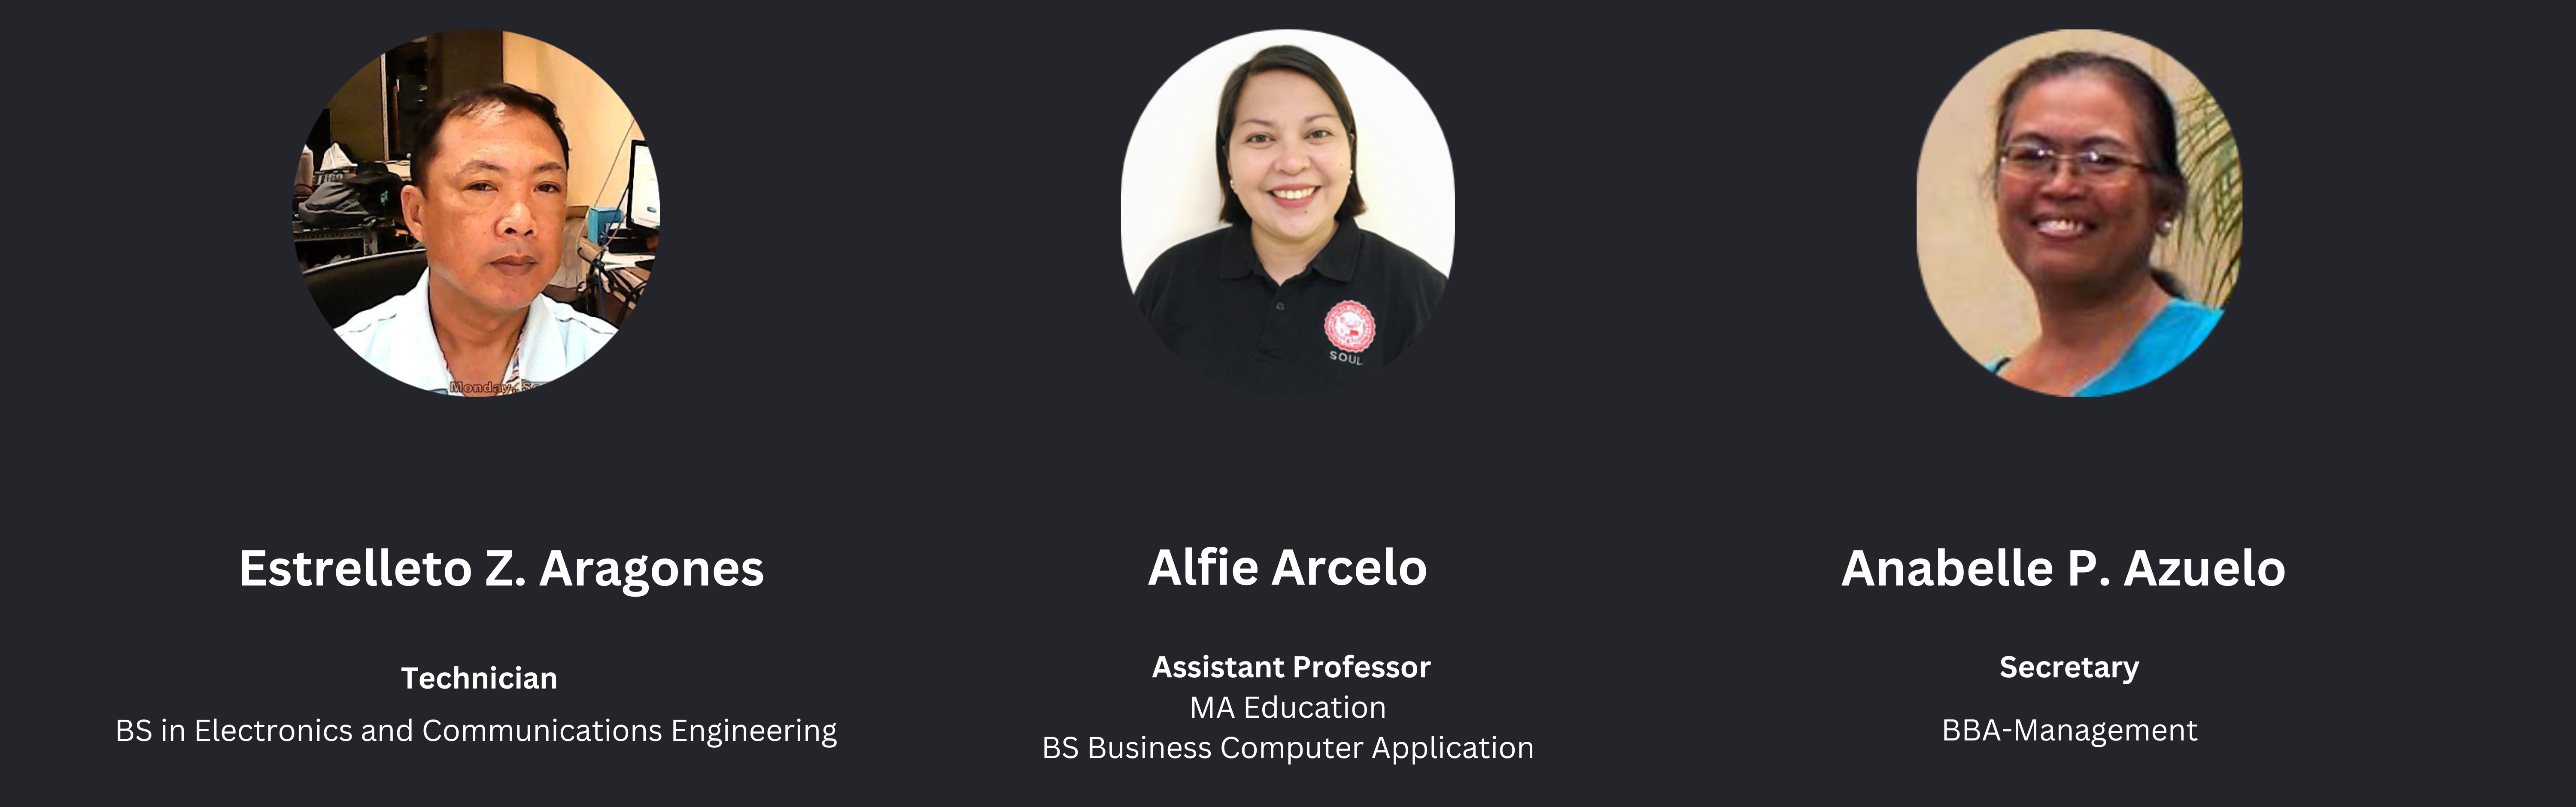 Monday, Se
SOUL
Estrelleto Z. Aragones
Alfie Arcelo
Anabelle P. Azuelo
Technician
BS in Electronics and Communications Engineering
Assistant Professor
MA Education
BS Business Computer Application
Secretary
BBA-Management